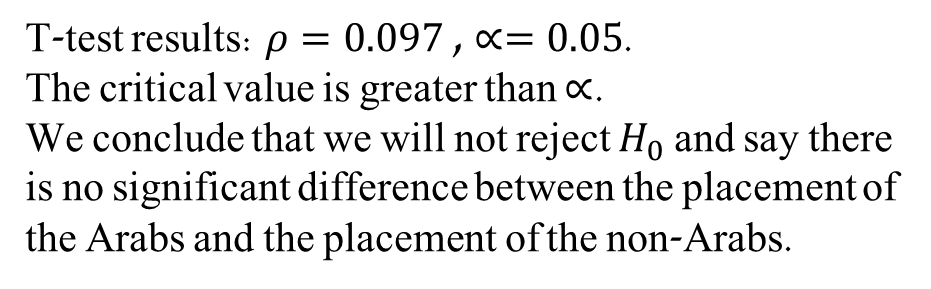 T-test results: 𝜌 = 0.097 , ∝= 0.05.
The critical value is greater than ∝.
We conclude that we will not reject 𝐻₀ and say there
is no significant difference between the placement of
the Arabs and the placement of the non-Arabs.